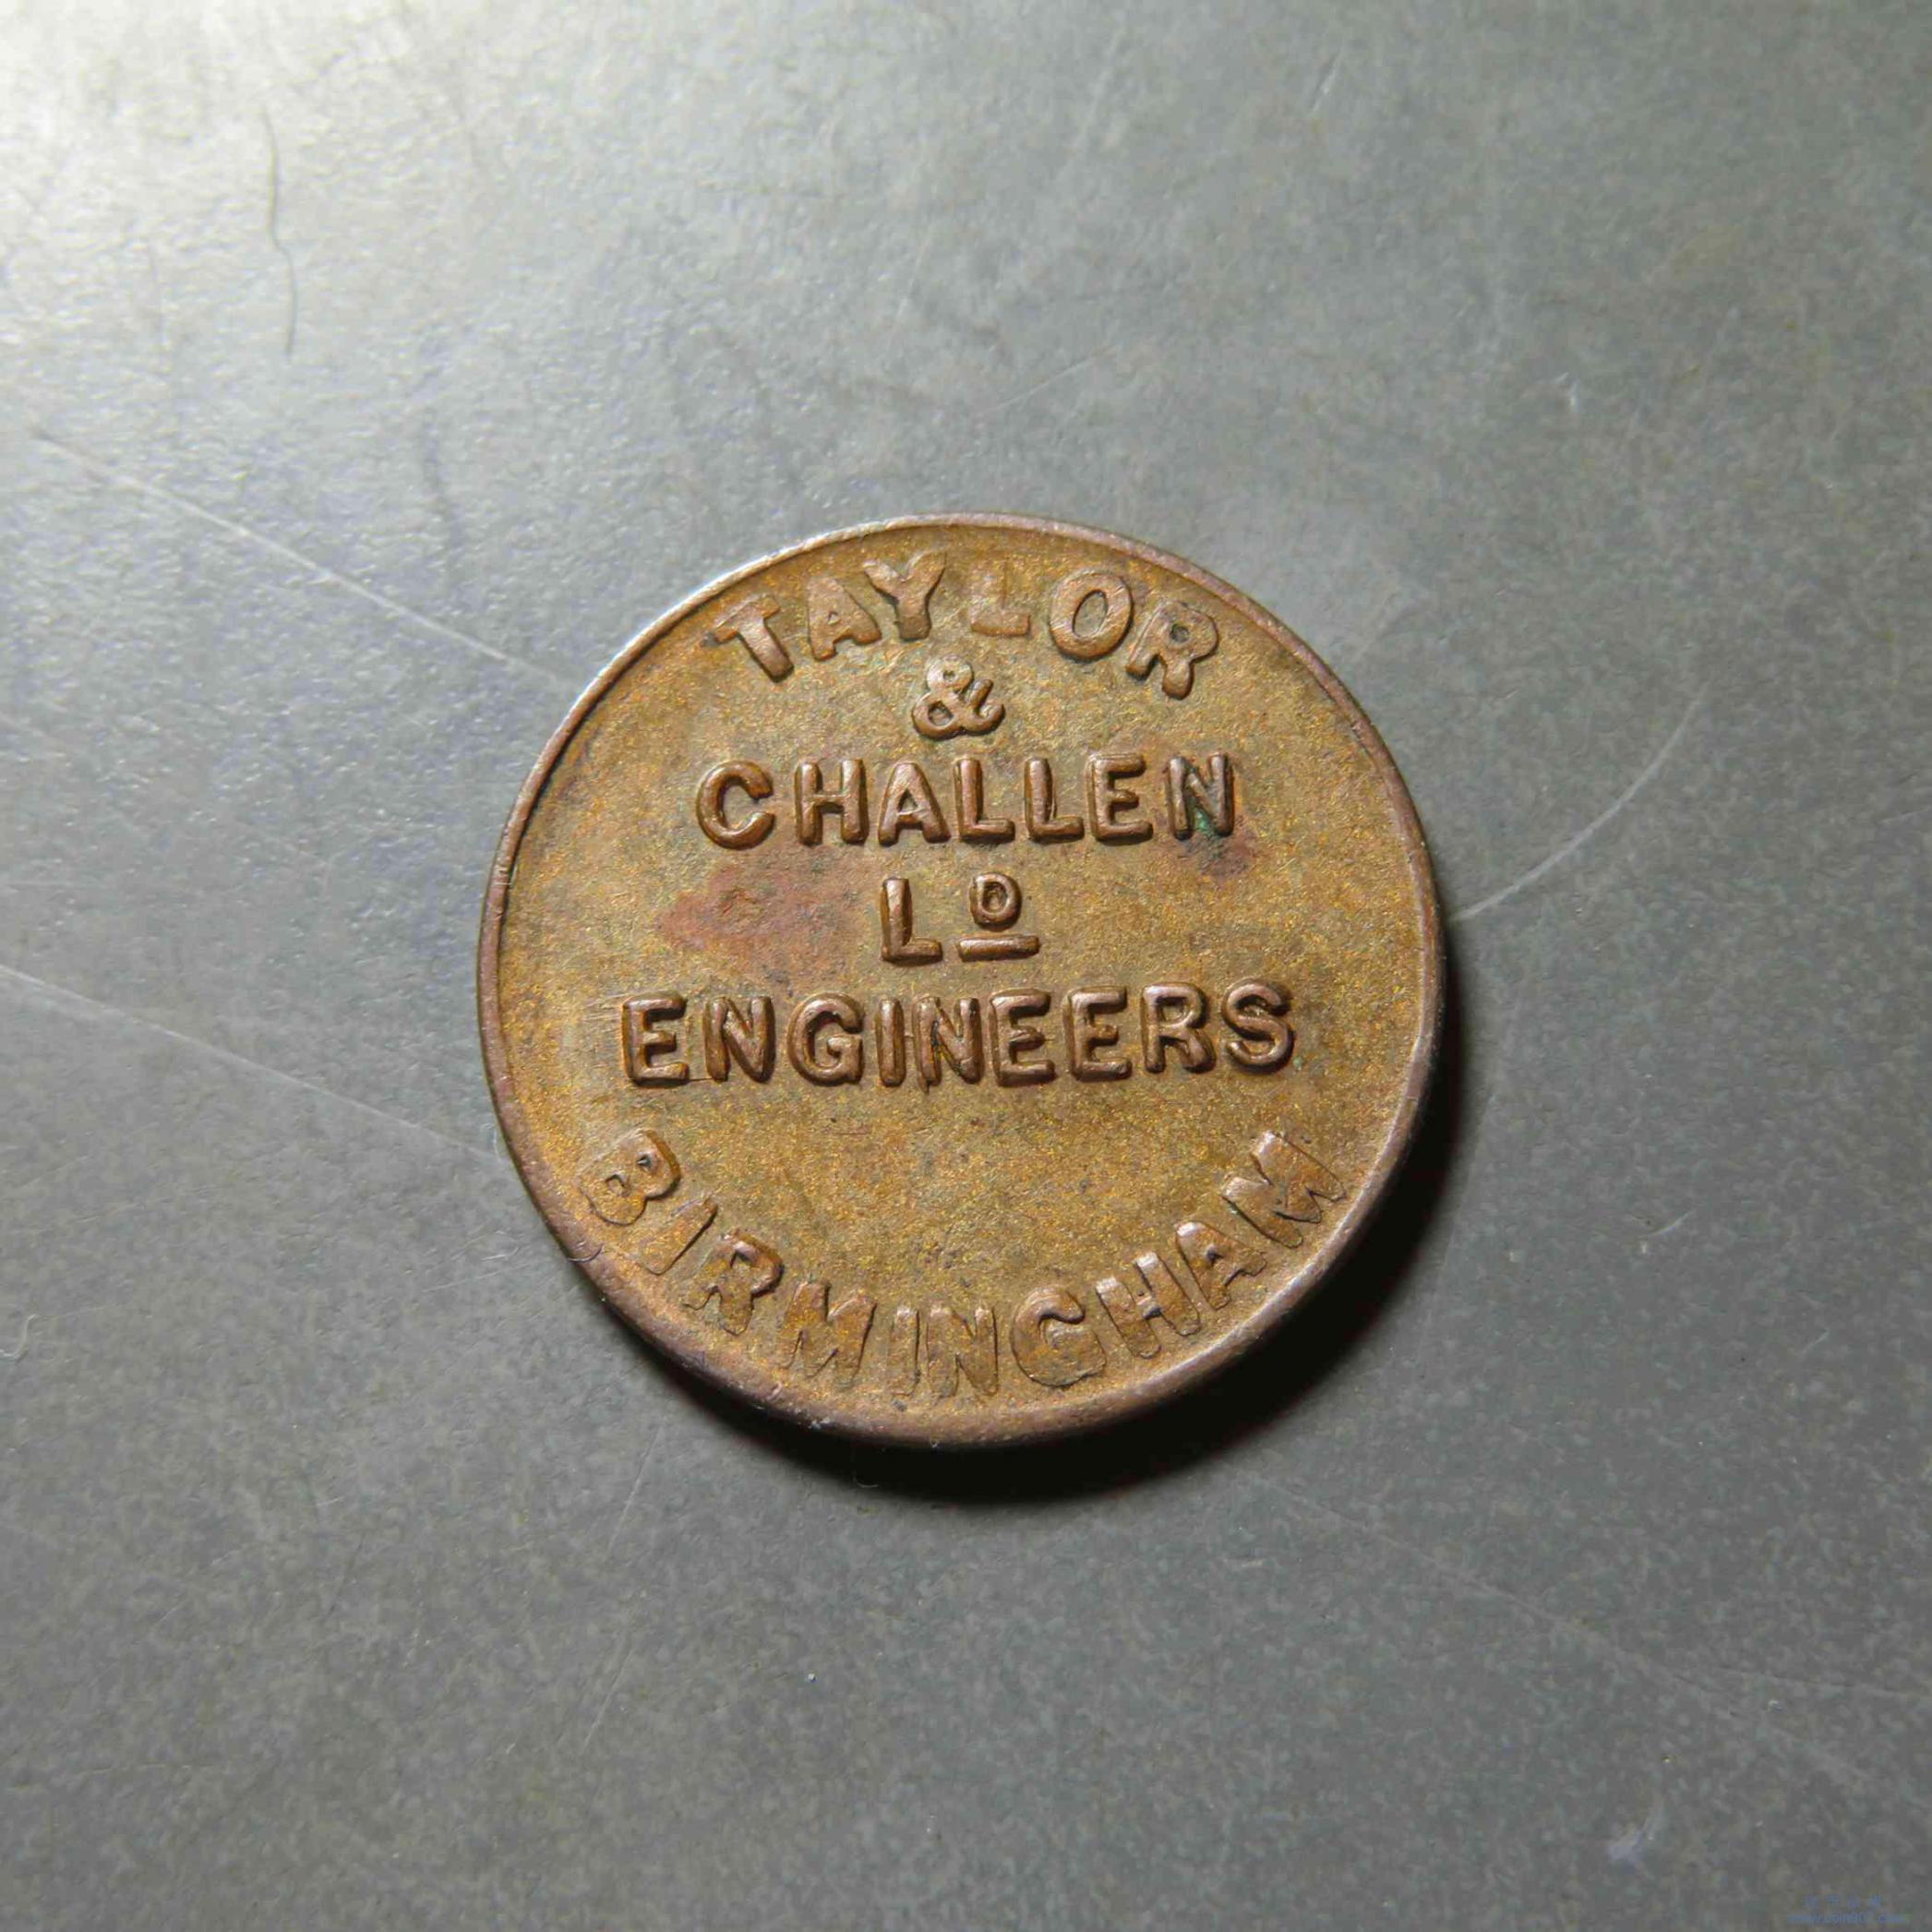 TAYLOR
&
CHALLEN
LD
ENGINEERS
BIRMINGHAM